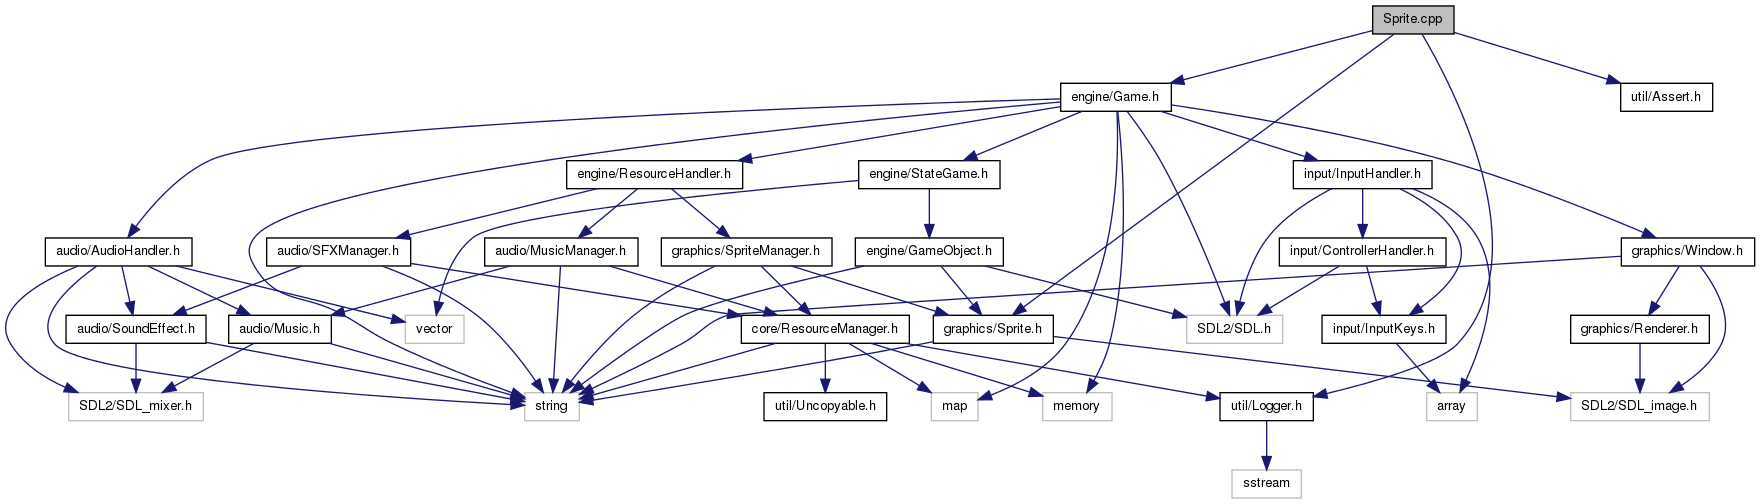 Sprite.cpp
engine/Game.h
util/Assert.h
engine/ResourceHandler.h
engine/StateGame.h
input/InputHandler.h
audio/AudioHandler.h
audio/SFXManager.h
audio/MusicManager.h
graphics/SpriteManager.h
engine/GameObject.h
input/ControllerHandler.h
graphics/Window.h
audio/SoundEffect.h
audio/Music.h
vector
core/ResourceManager.h
graphics/Sprite.h
SDL2/SDL.h
input/InputKeys.h
graphics/Renderer.h
SDL2/SDL_mixer.h
string
util/Uncopyable.h
map
memory
util/Logger.h
array
SDL2/SDL_image.h
sstream